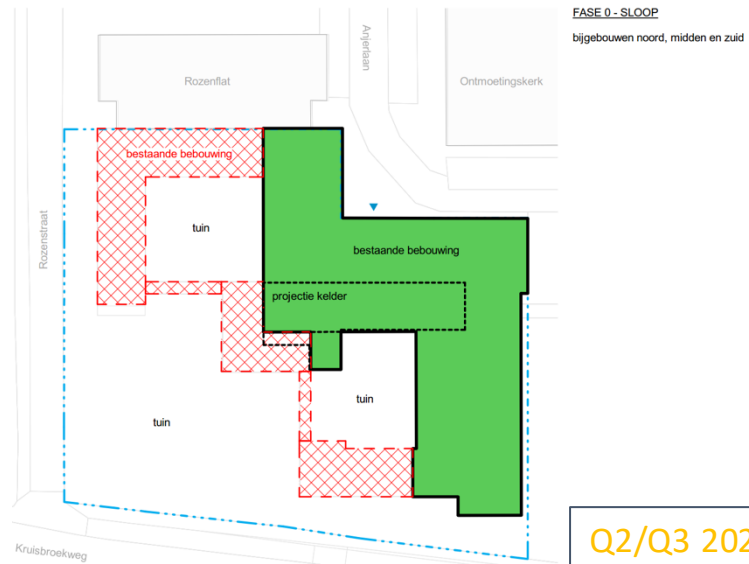 FASE 0 - SLOOP
bijgebouwen noord, midden en zuid
Anjerlaan
Rozenflat
Ontmoetingskerk
bestaande bebouwing
Rozenstraat
tuin
bestaande bebouwing
projectie kelder
tuin
tuin
Kruisbroekweg
Q2/Q3 202